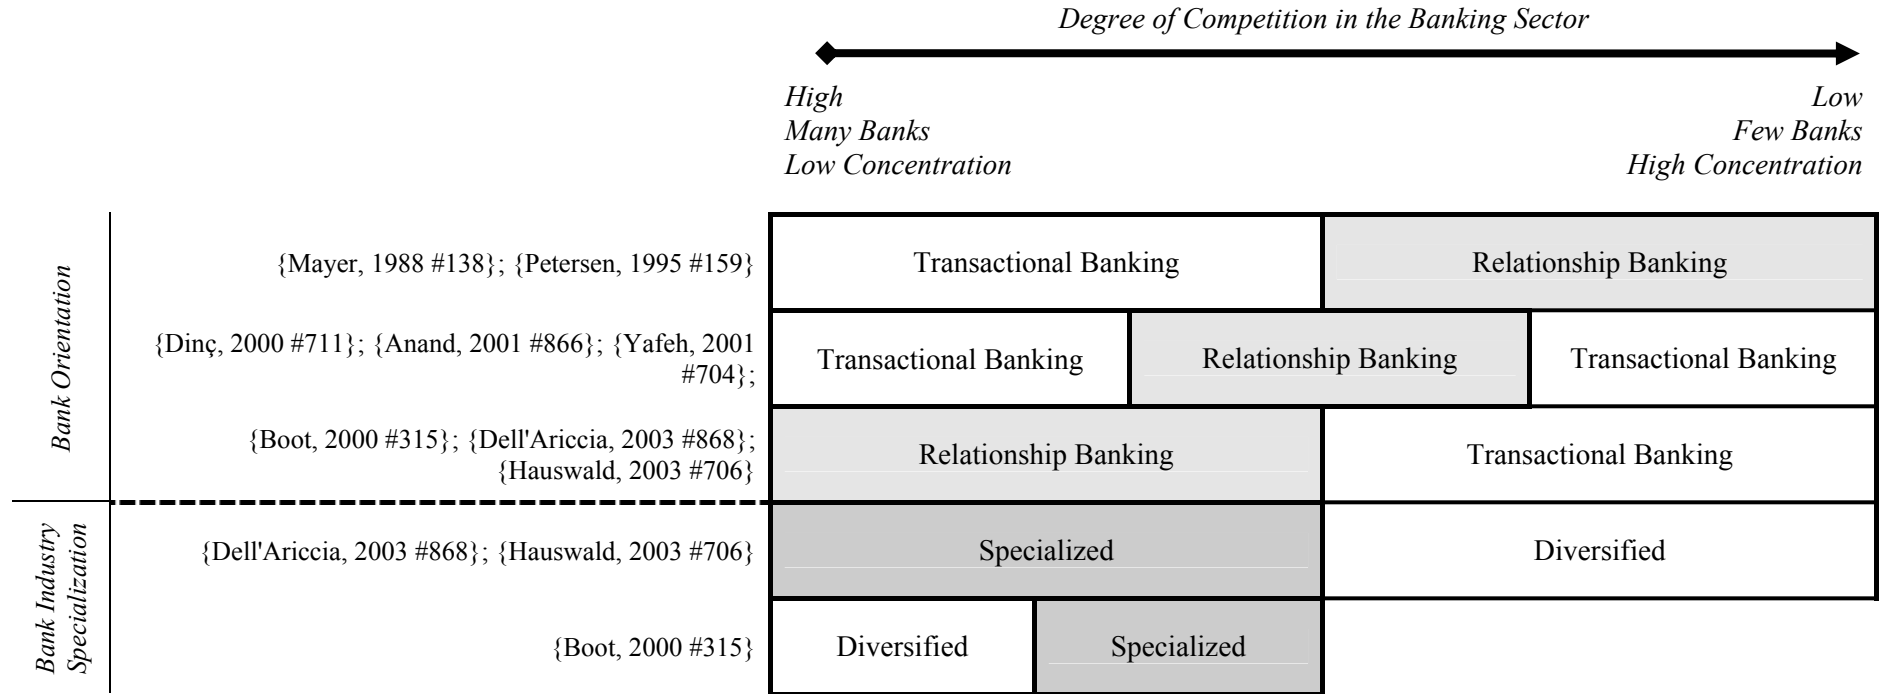 Degree of Competition in the Banking Sector
High
Many Banks
Low Concentration
Low
Few Banks
High Concentration
Bank Orientation
{Mayer, 1988 #138}; {Petersen, 1995 #159}
Transactional Banking
Relationship Banking
{Dinç, 2000 #711}; {Anand, 2001 #866}; {Yafeh, 2001
#704};
Transactional Banking
Relationship Banking
Transactional Banking
{Boot, 2000 #315}; {Dell'Ariccia, 2003 #868};
{Hauswald, 2003 #706}
Relationship Banking
Transactional Banking
Bank Industry
Specialization
{Dell'Ariccia, 2003 #868}; {Hauswald, 2003 #706}
Specialized
Diversified
{Boot, 2000 #315}
Diversified
Specialized